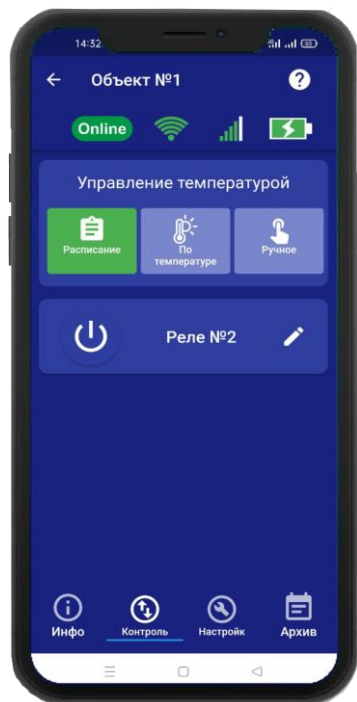 14:32
Объект №1
?
Online
Управление температурой
Расписание
По
температуре
Ручное
Реле №2
Инфо
Контроль
Настройк
Архив